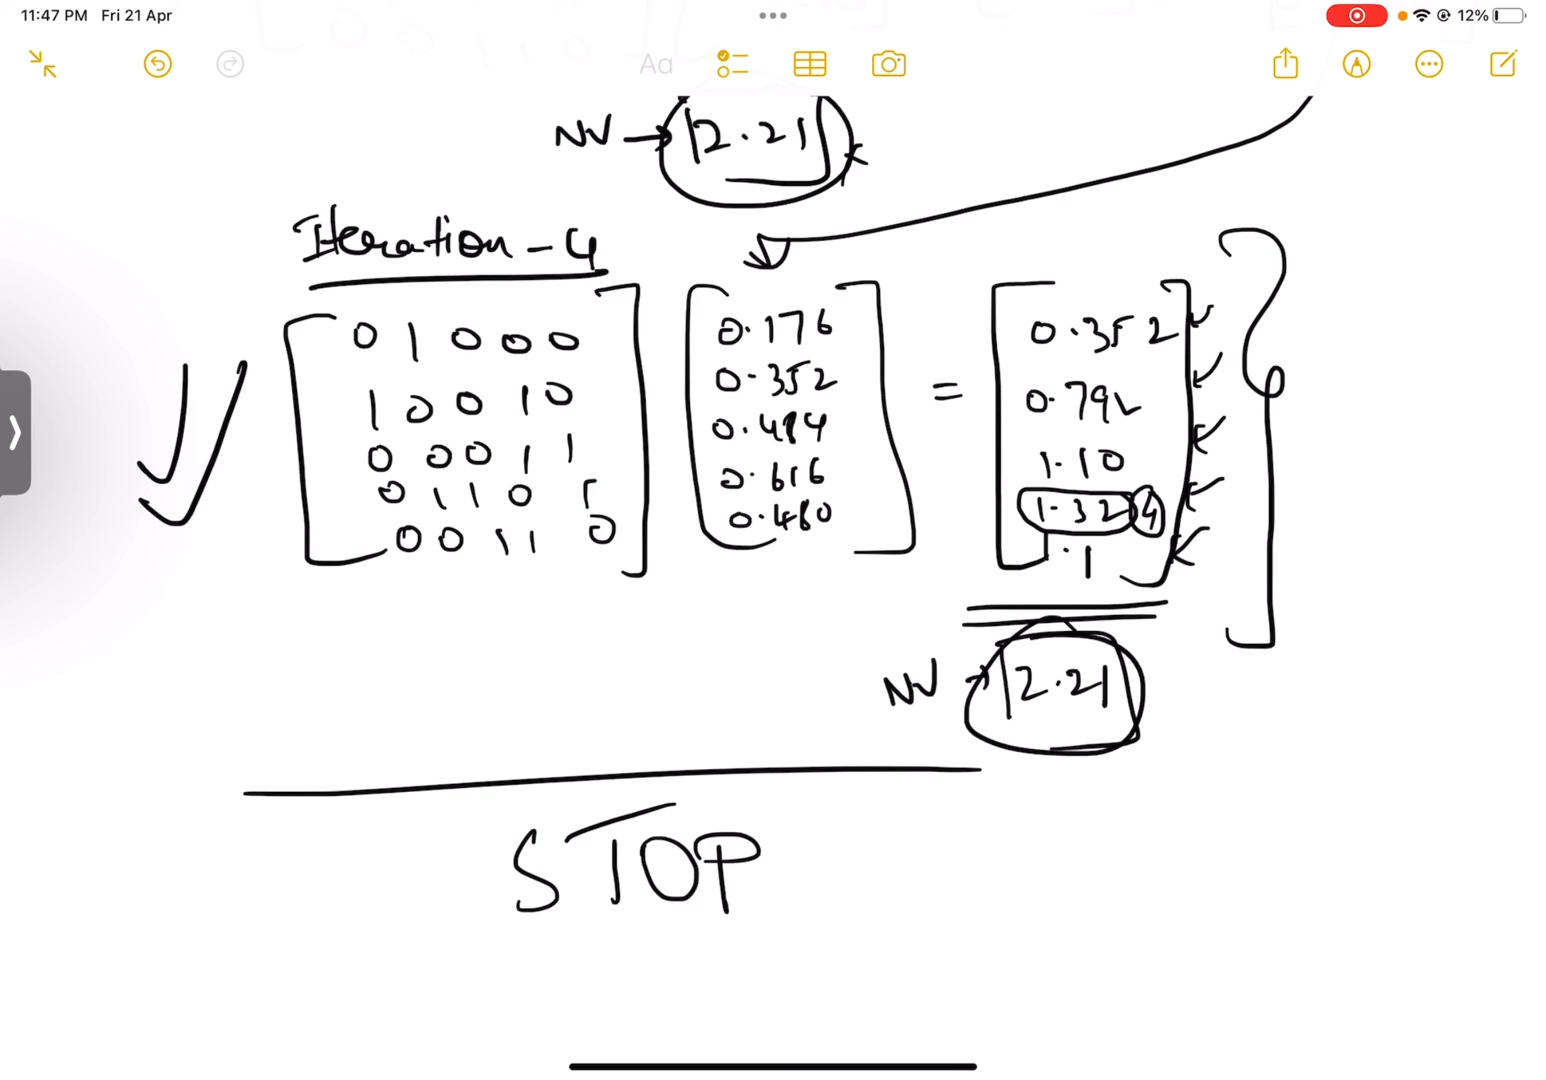 11:47 PM Fri 21 Apr
12%
Aa
NV → 2.21
Iteration - 4
0 1 0 0 0
1 0 0 1 0
0 0 0 1 1
0 1 1 0 1
0 0 1 1 0
0.176
0.352
0.484
0.616
0.480
=
0.352
0.792
1.10
1.32 4
1.1
NV → 2.21
STOP